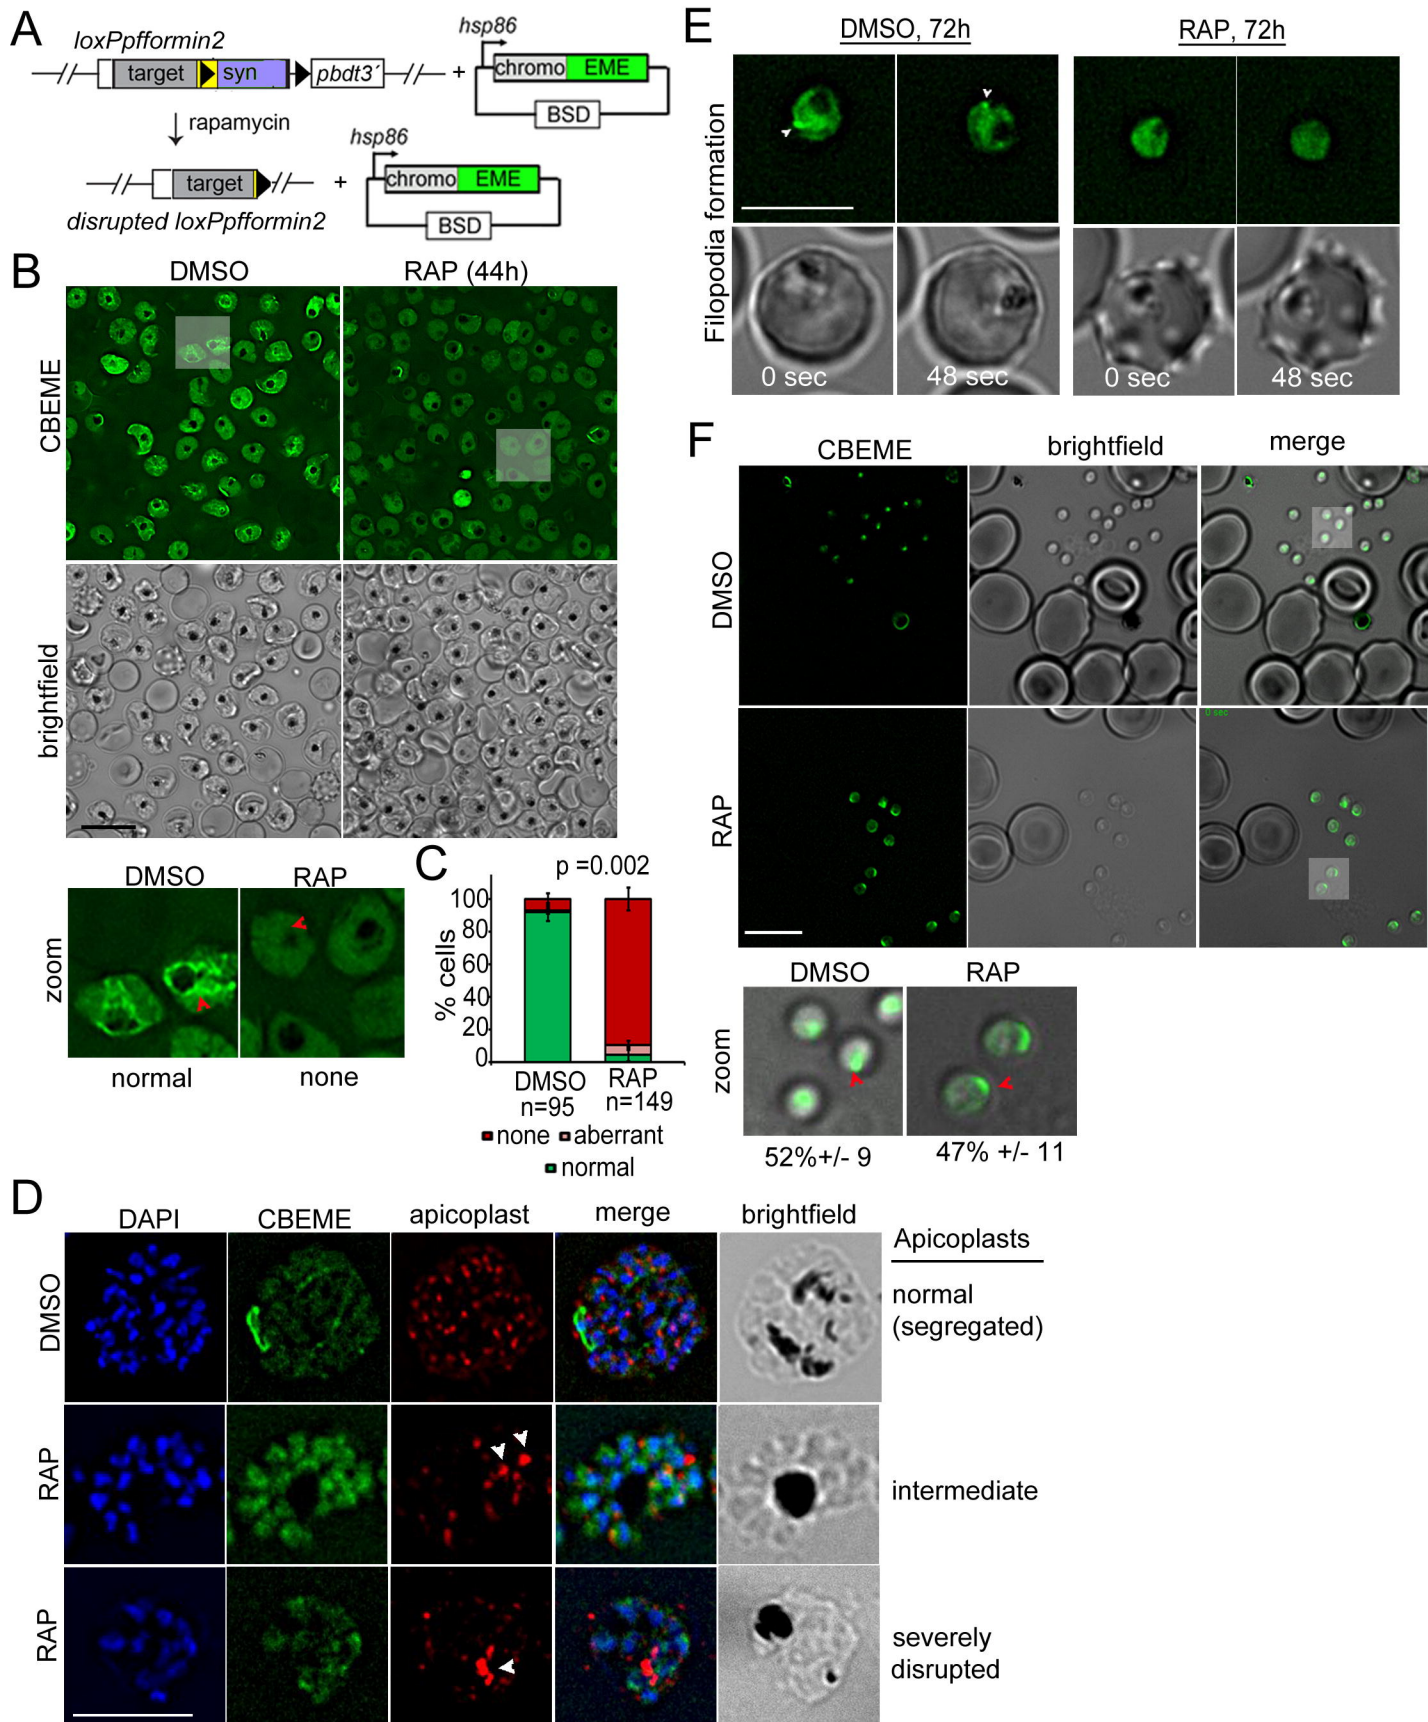 A
loxPpfformin2
target
syn
pbdt3´
+
hsp86
chromo
EME
BSD
rapamycin
target
+
hsp86
chromo
EME
BSD
disrupted loxPpfformin2
B
DMSO
RAP (44h)
CBEME
brightfield
DMSO
RAP
zoom
normal
none
C
p =0.002
% cells
100
80
60
40
20
0
DMSO
n=95
RAP
n=149
none
aberrant
normal
D
DAPI
CBEME
apicoplast
merge
brightfield
Apicoplasts
DMSO
normal
(segregated)
RAP
intermediate
RAP
severely
disrupted
E
DMSO, 72h
RAP, 72h
Filopodia formation
0 sec
48 sec
0 sec
48 sec
F
CBEME
brightfield
merge
DMSO
RAP
0 sec
DMSO
RAP
zoom
52%+/- 9
47% +/- 11